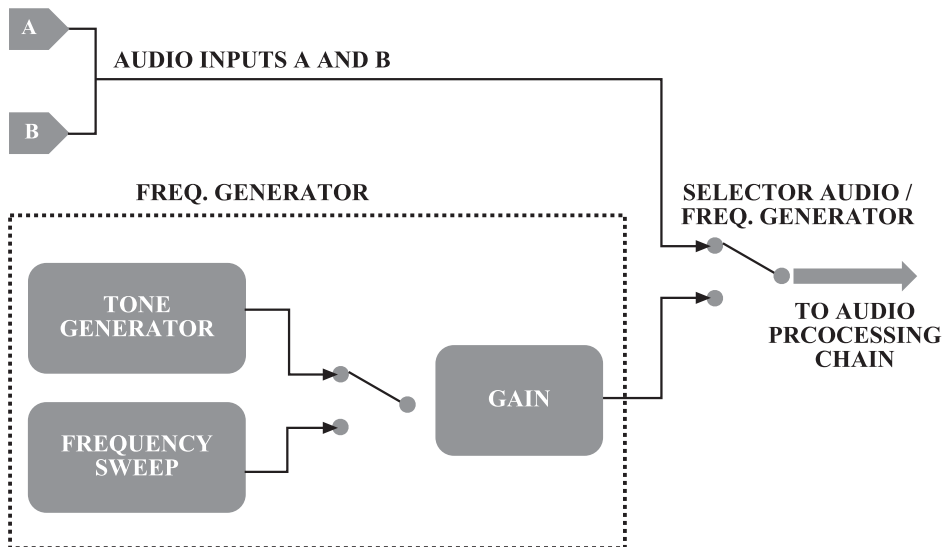 A
AUDIO INPUTS A AND B
B
FREQ. GENERATOR
SELECTOR AUDIO /
FREQ. GENERATOR
TONE
GENERATOR
TO AUDIO
PRCOCESSING
CHAIN
GAIN
FREQUENCY
SWEEP